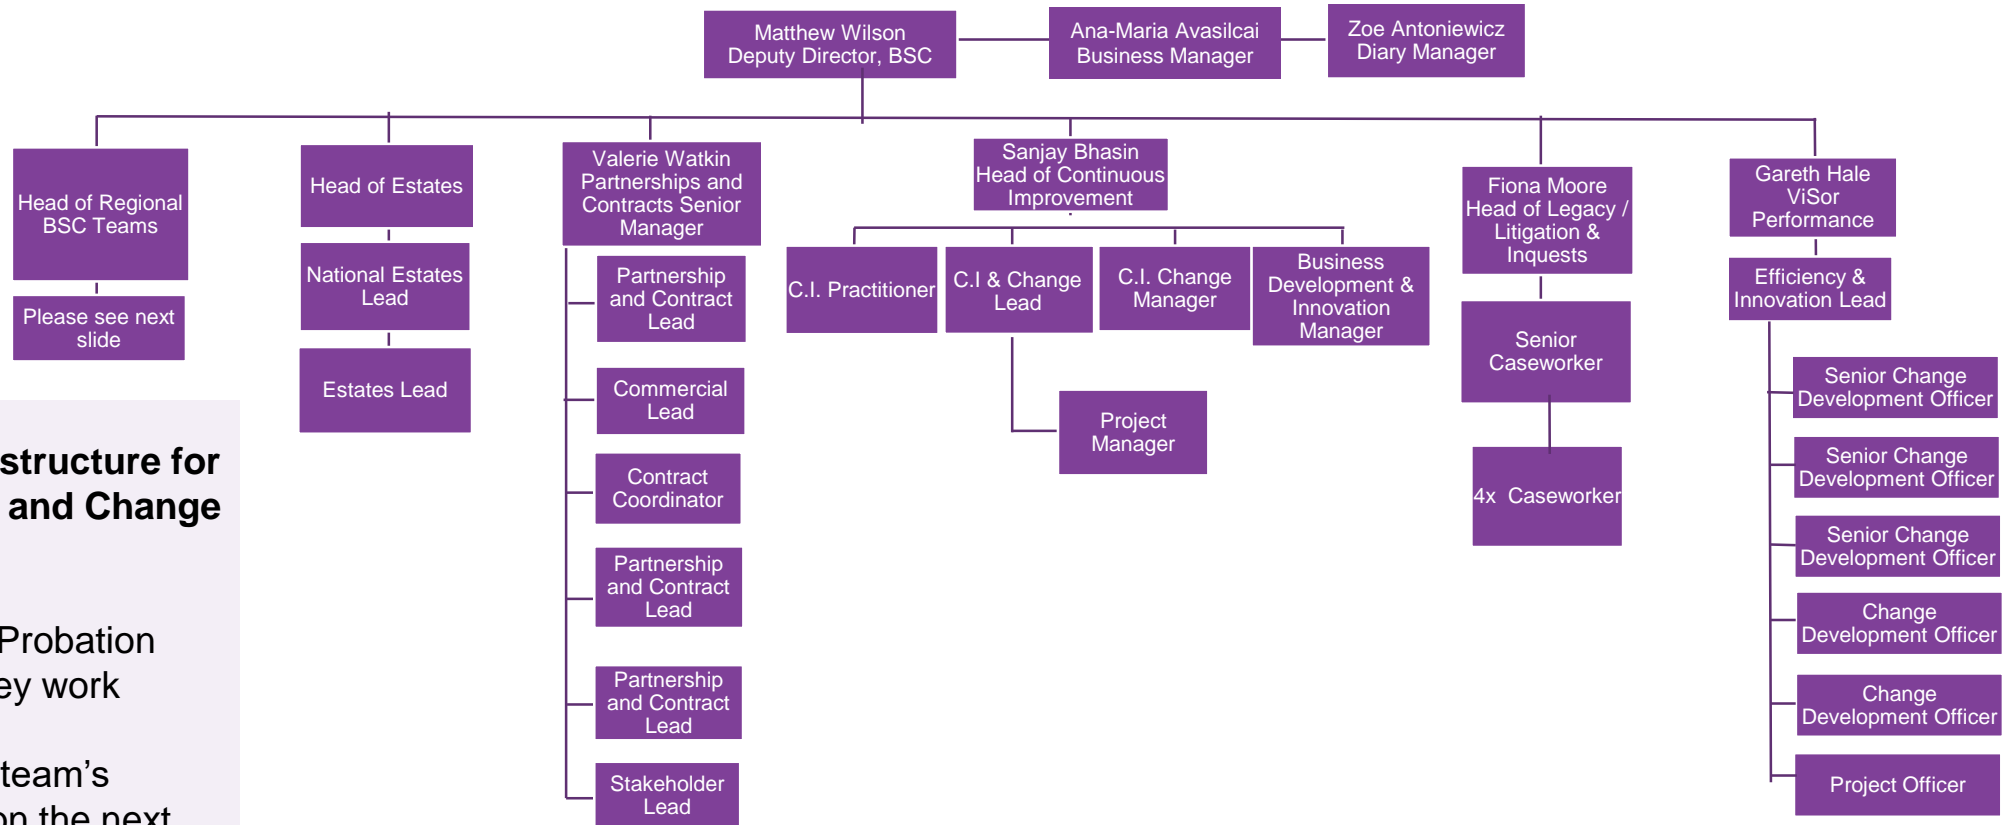 Matthew Wilson
Deputy Director, BSC
Ana-Maria Avasilcai
Business Manager
Zoe Antoniewicz
Diary Manager
Head of Regional
BSC Teams
Please see next
slide
Head of Estates
National Estates
Lead
Estates Lead
Valerie Watkin
Partnerships and
Contracts Senior
Manager
Partnership
and Contract
Lead
Commercial
Lead
Contract
Coordinator
Partnership
and Contract
Lead
Partnership
and Contract
Lead
Stakeholder
Lead
Sanjay Bhasin
Head of Continuous
Improvement
C.I. Practitioner
C.I & Change
Lead
C.I. Change
Manager
Business
Development &
Innovation
Manager
Project
Manager
Fiona Moore
Head of Legacy /
Litigation &
Inquests
Senior
Caseworker
4x Caseworker
Gareth Hale
ViSor
Performance
Efficiency &
Innovation Lead
Senior Change
Development Officer
Senior Change
Development Officer
Senior Change
Development Officer
Change
Development Officer
Change
Development Officer
Project Officer
structure for
and Change
Probation
ey work
team's
on the next